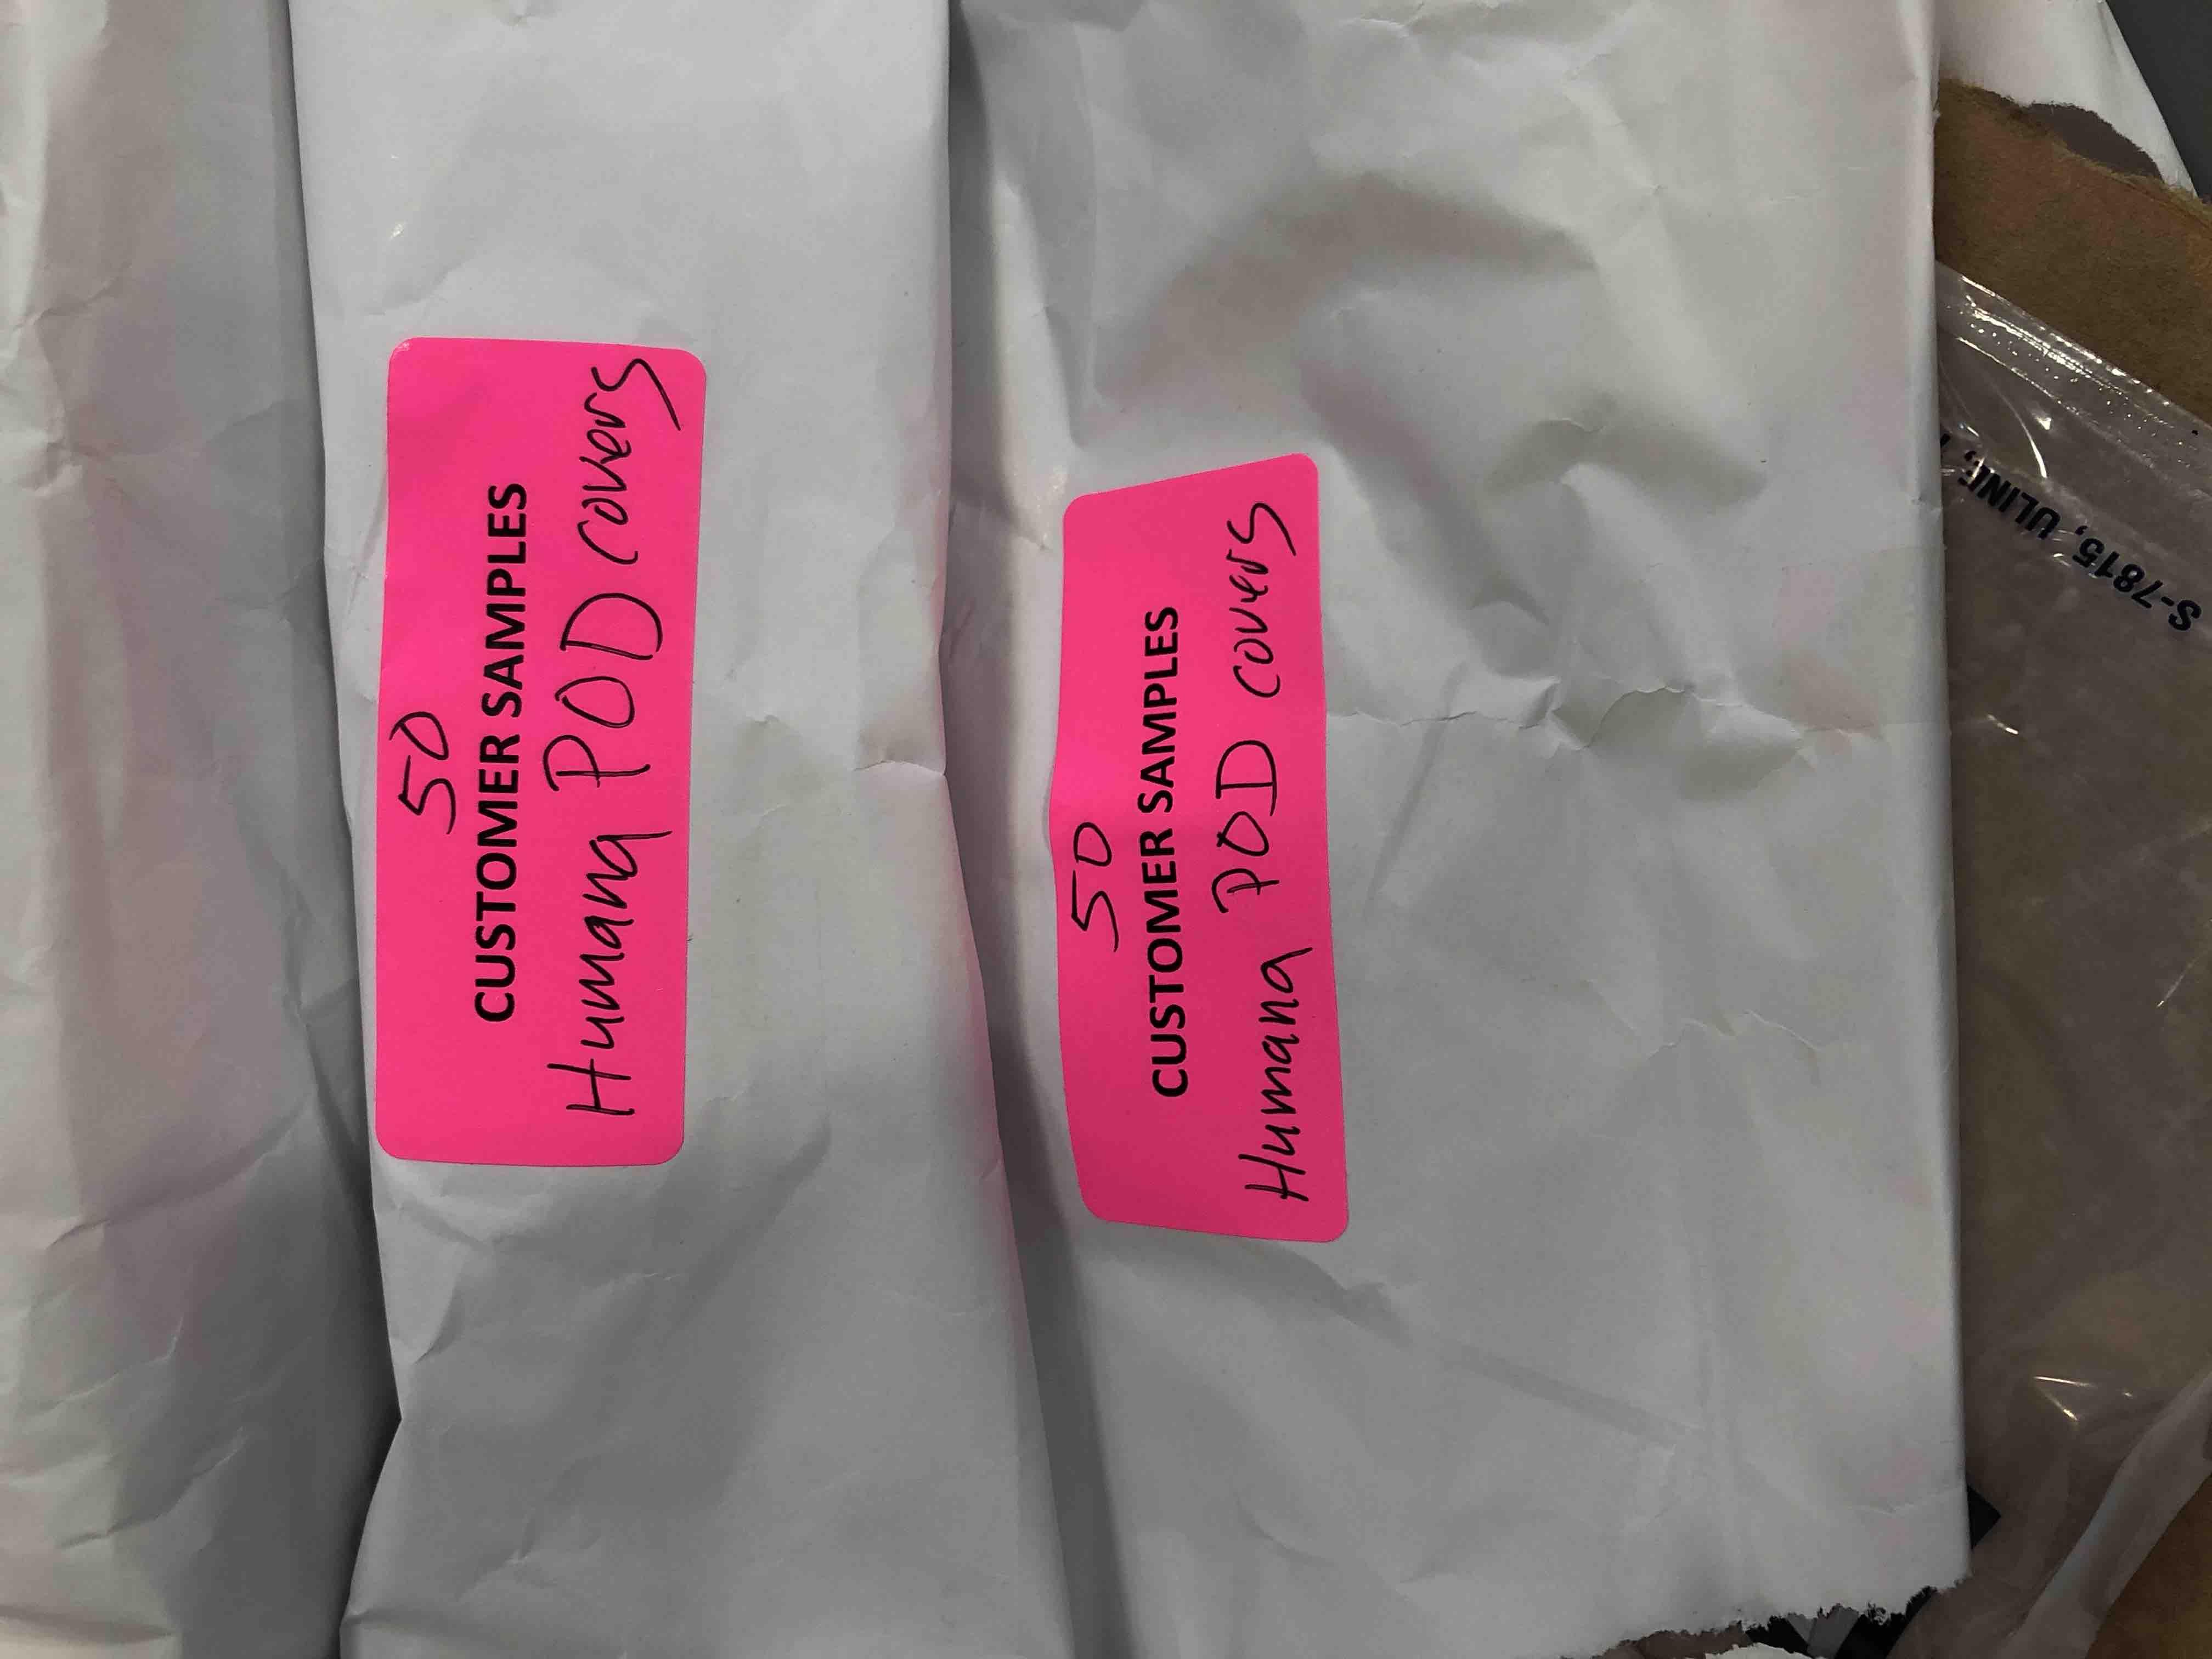 50
CUSTOMER SAMPLES
Humana POD covers
50
CUSTOMER SAMPLES
Humana POD covers
S-7815, ULINE,